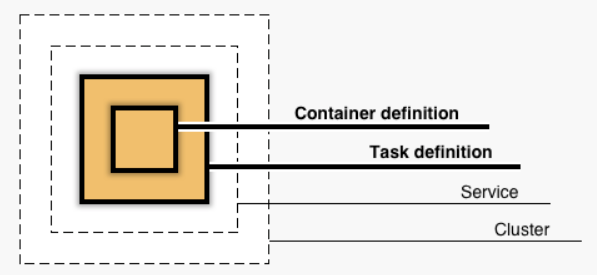 Container definition
Task definition
Service
Cluster